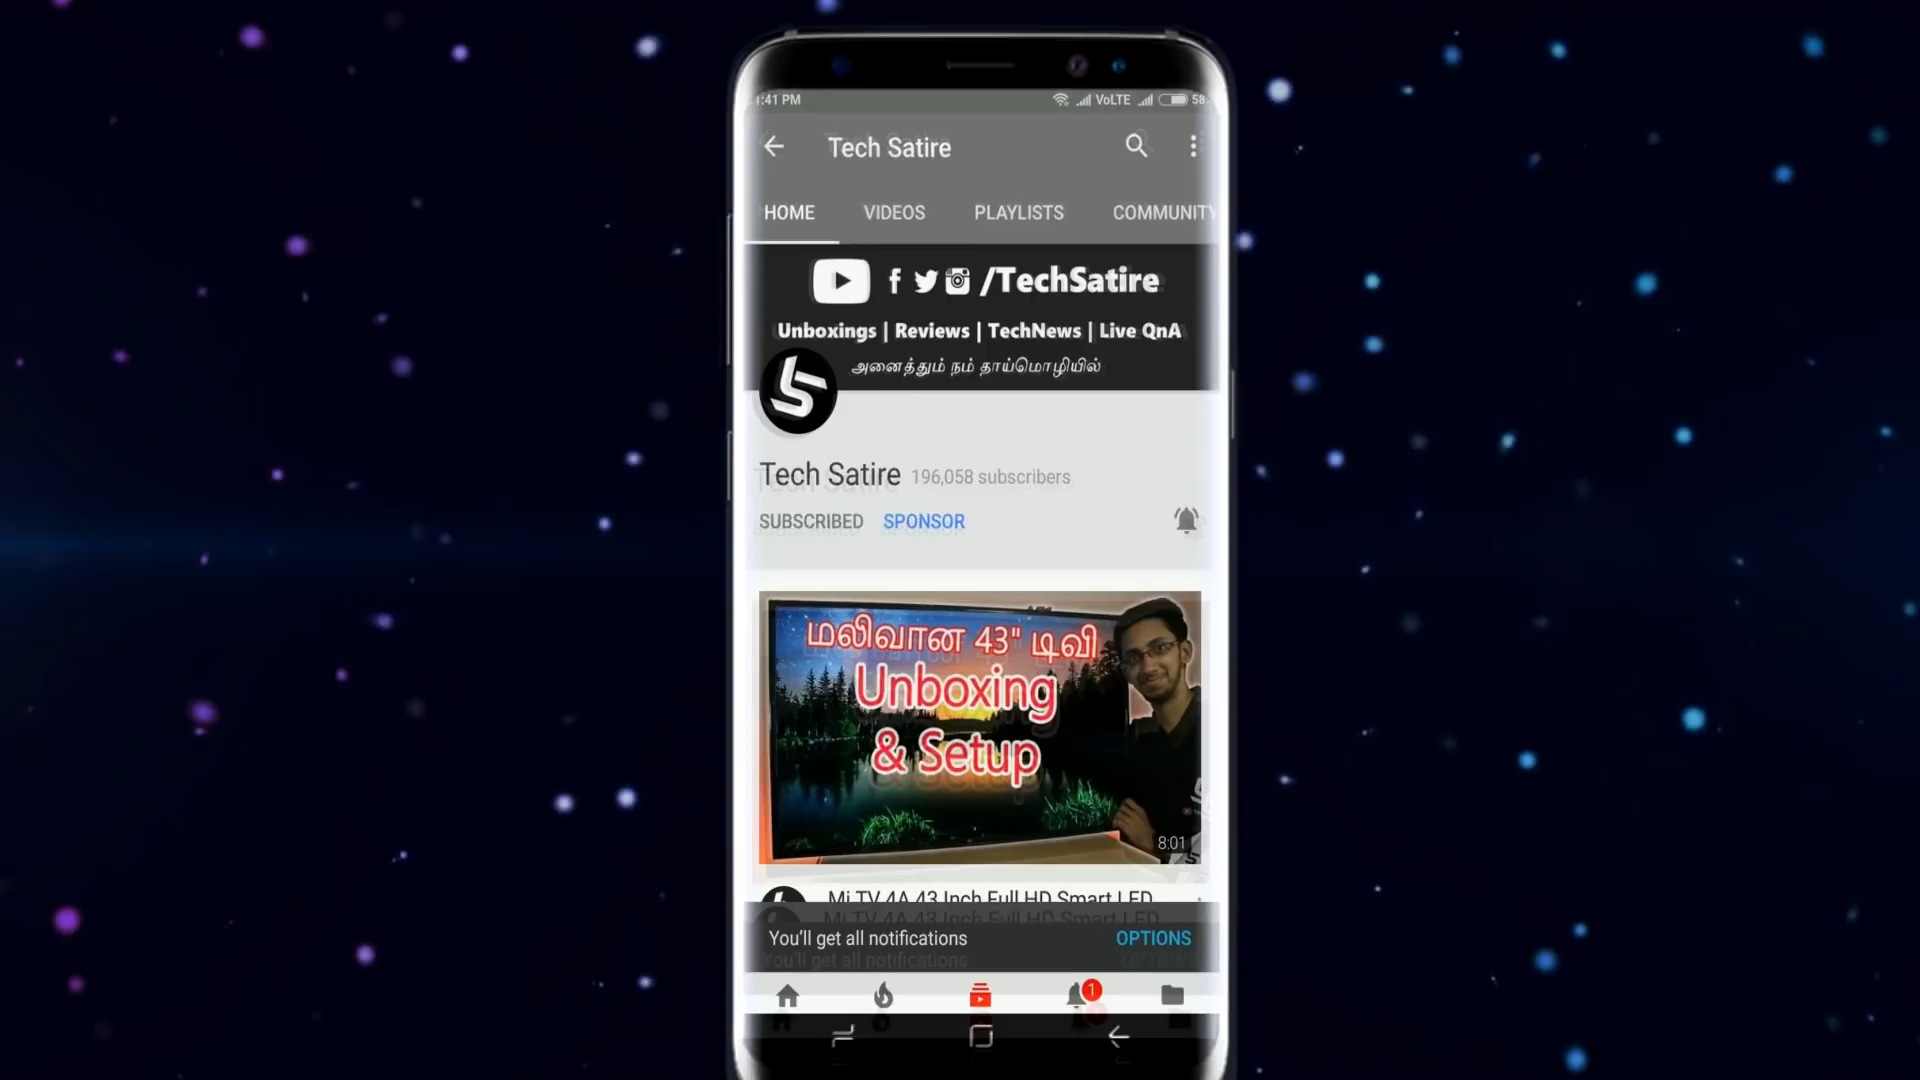 1:41 PM VoLTE 58
Tech Satire
HOME VIDEOS PLAYLISTS COMMUNITY
f /TechSatire
Unboxings | Reviews | TechNews | Live QnA
அனைத்தும் நம் தாய்மொழியில்
Tech Satire 196,058 subscribers
SUBSCRIBED SPONSOR
மலிவான 43" டிவி
Unboxing
& Setup
8:01
Mi TV 4A 43 Inch Full HD Smart LED
You'll get all notifications OPTIONS
1